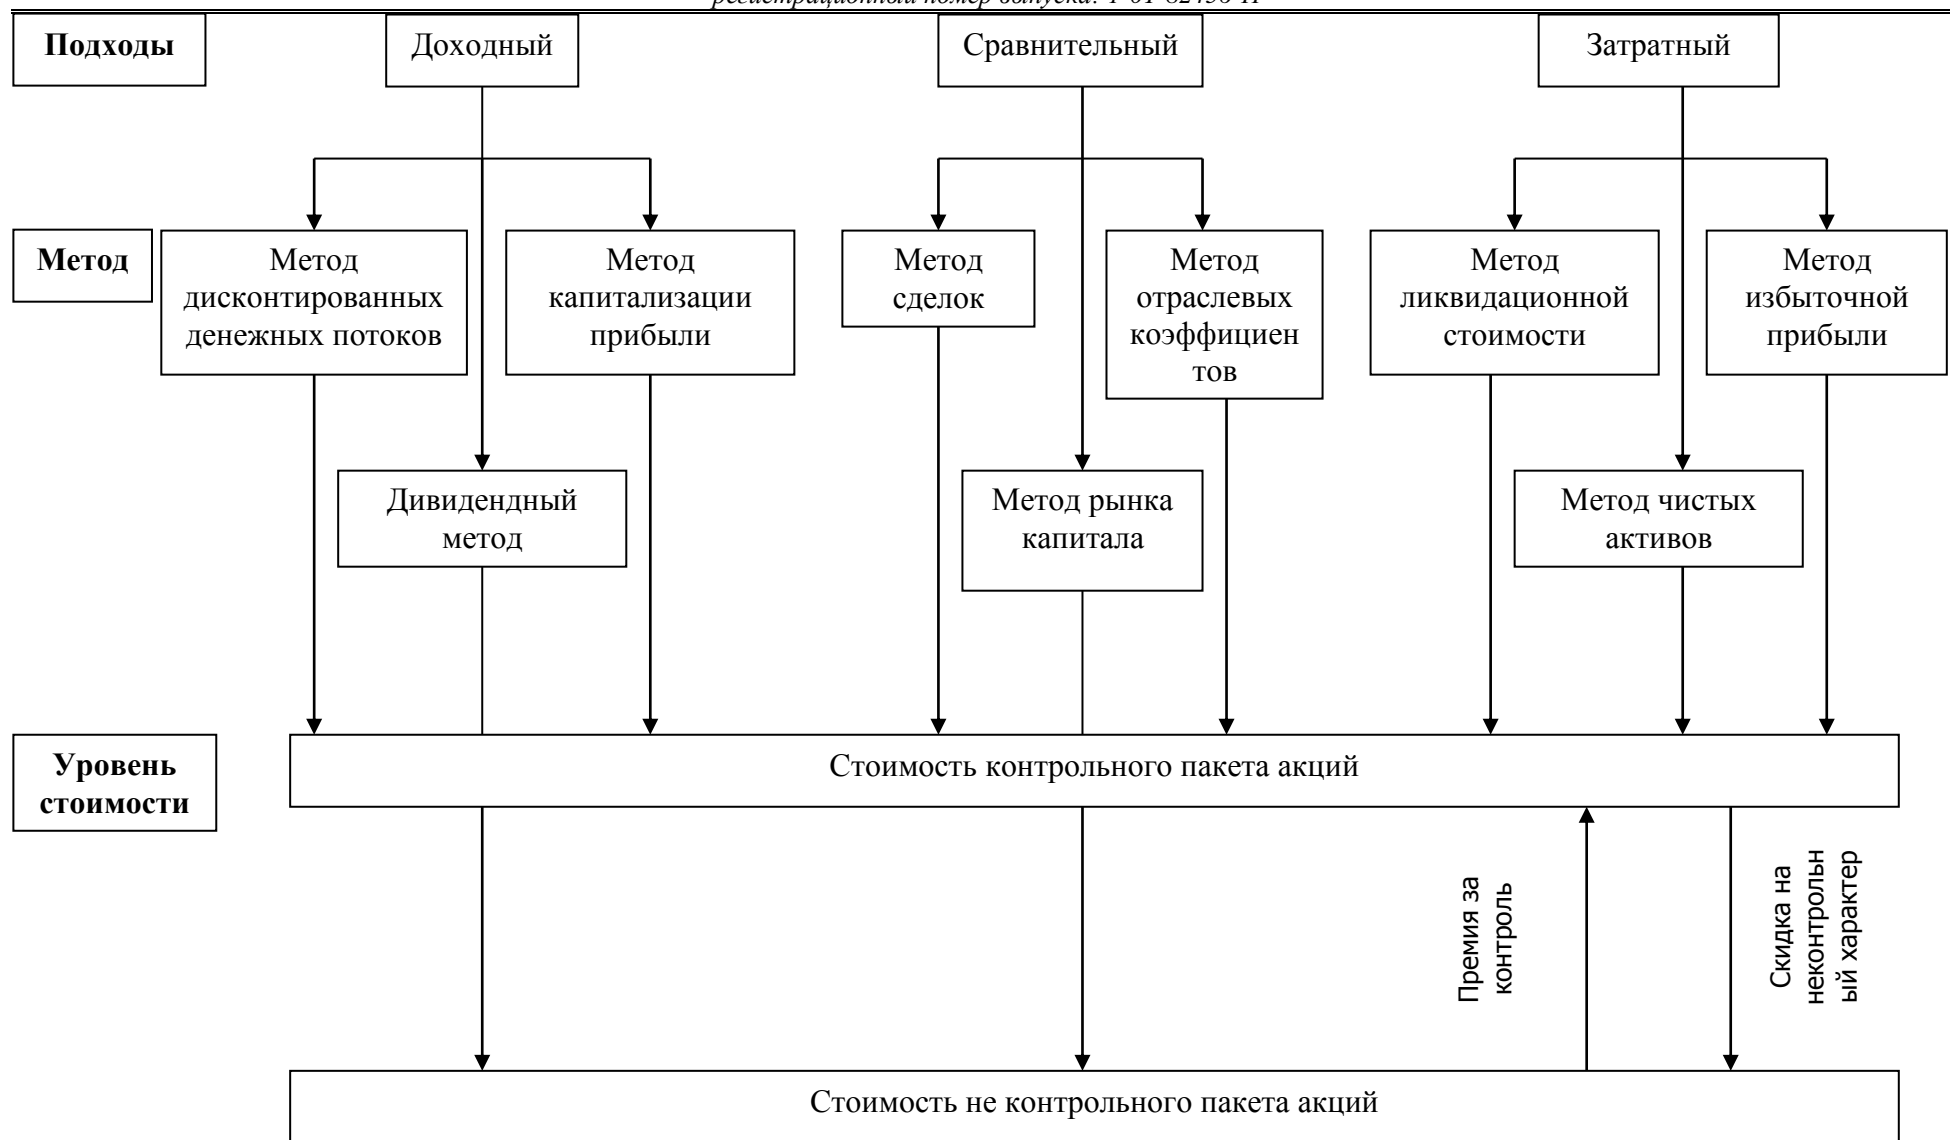 Подходы
Доходный
Сравнительный
Затратный
Метод
Метод
дисконтированных
денежных потоков
Метод
капитализации
прибыли
Метод
сделок
Метод
отраслевых
коэффициен
тов
Метод
ликвидационной
стоимости
Метод
избыточной
прибыли
Дивидендный
метод
Метод рынка
капитала
Метод чистых
активов
Уровень
стоимости
Стоимость контрольного пакета акций
Премия за
контроль
Скидка на
неконтрольн
ый характер
Стоимость не контрольного пакета акций